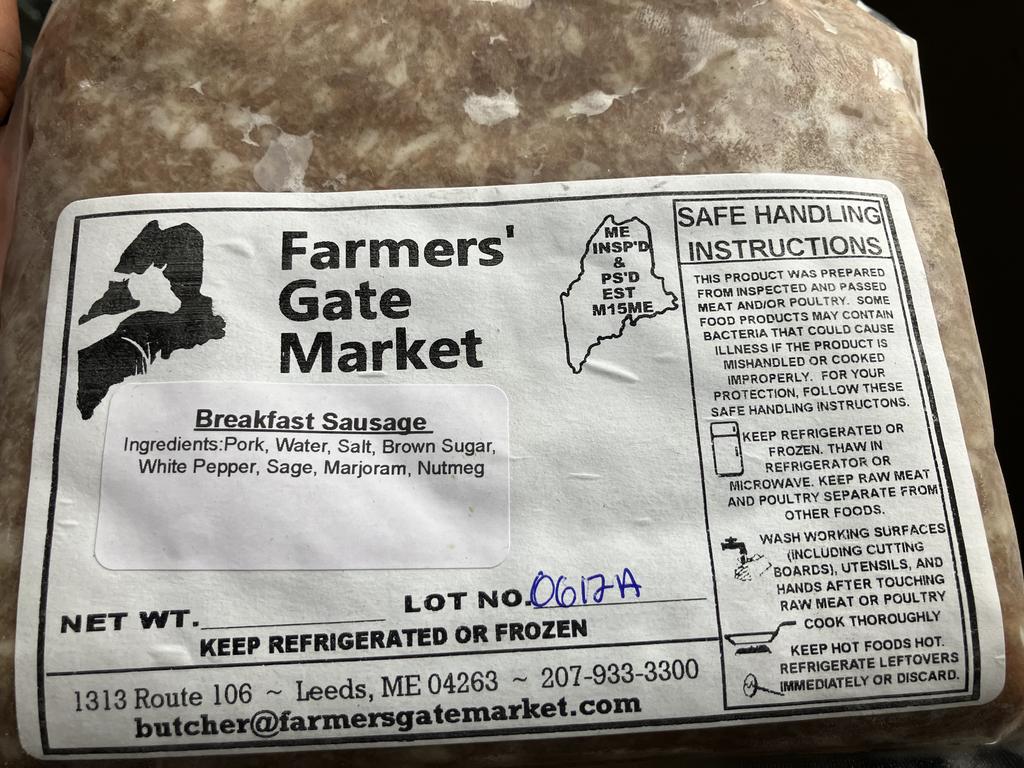 Farmers'
Gate
Market
ME
INSP'D
&
PS'D
EST
M15ME
Breakfast Sausage
Ingredients:Pork, Water, Salt, Brown Sugar,
White Pepper, Sage, Marjoram, Nutmeg
NET WT.
LOT NO. 0617A
KEEP REFRIGERATED OR FROZEN
1313 Route 106 ~ Leeds, ME 04263 ~ 207-933-3300
butcher@farmersgatemarket.com
SAFE HANDLING
INSTRUCTIONS
THIS PRODUCT WAS PREPARED
FROM INSPECTED AND PASSED
MEAT AND/OR POULTRY. SOME
FOOD PRODUCTS MAY CONTAIN
BACTERIA THAT COULD CAUSE
ILLNESS IF THE PRODUCT IS
MISHANDLED OR COOKED
IMPROPERLY. FOR YOUR
PROTECTION, FOLLOW THESE
SAFE HANDLING INSTRUCTONS.
KEEP REFRIGERATED OR
FROZEN. THAW IN
REFRIGERATOR OR
MICROWAVE. KEEP RAW MEAT
AND POULTRY SEPARATE FROM
OTHER FOODS.
WASH WORKING SURFACES
(INCLUDING CUTTING
BOARDS), UTENSILS, AND
HANDS AFTER TOUCHING
RAW MEAT OR POULTRY
COOK THOROUGHLY
KEEP HOT FOODS HOT.
REFRIGERATE LEFTOVERS
IMMEDIATELY OR DISCARD.